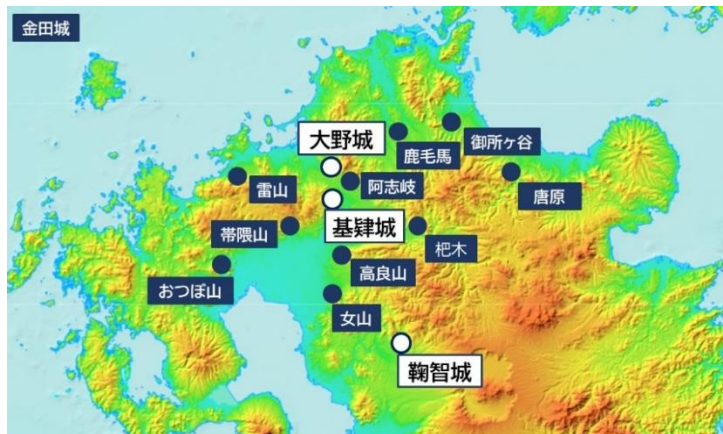 金田城
大野城
鹿毛馬
御所ヶ谷
雷山
阿志岐
唐原
帯隈山
基肄城
杷木
おつぼ山
高良山
女山
鞠智城